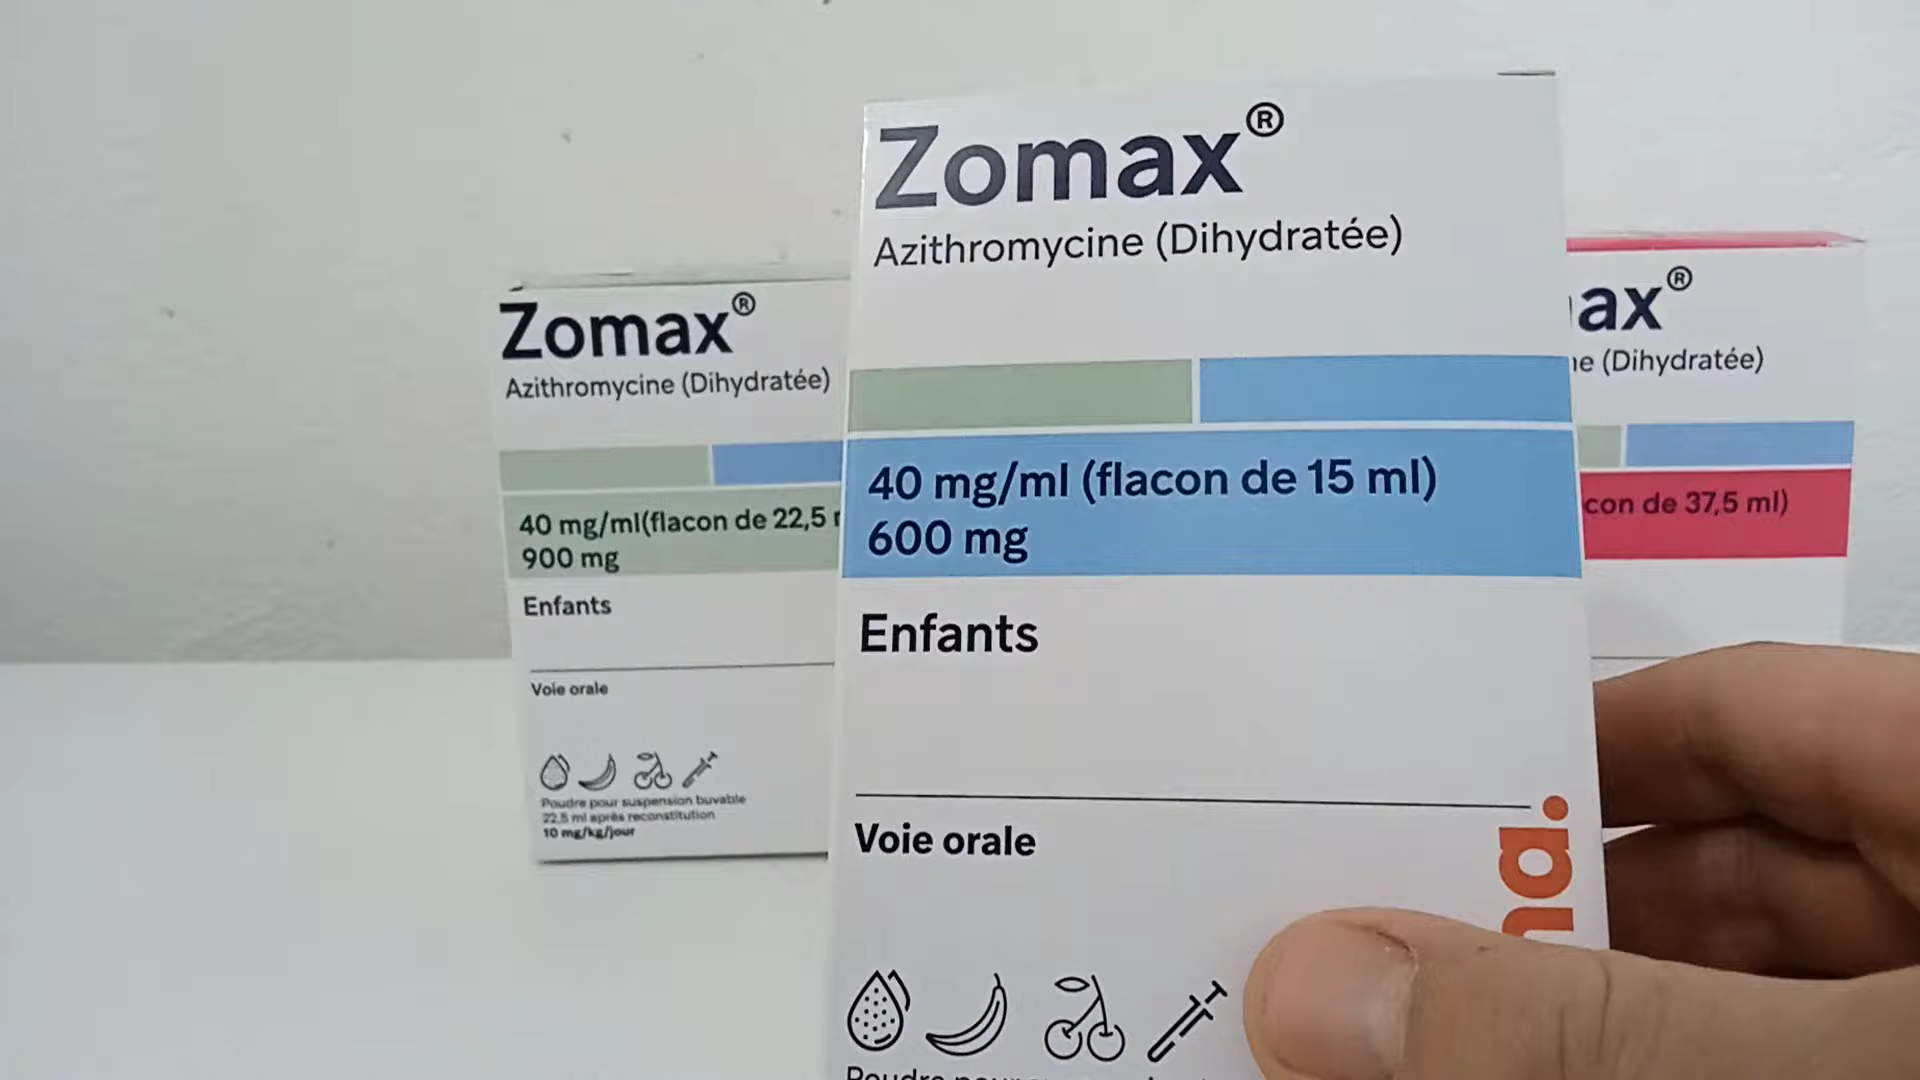 Zomax®
Azithromycine (Dihydratée)
40 mg/ml(flacon de 22,5
900 mg
Enfants
Voie orale
Poudre pour suspension buvable
22,5 ml après reconstitution
10 mg/kg/jour
Zomax®
Azithromycine (Dihydratée)
40 mg/ml (flacon de 15 ml)
600 mg
Enfants
Voie orale
Poudre
ax®
ne (Dihydratée)
con de 37,5 ml)